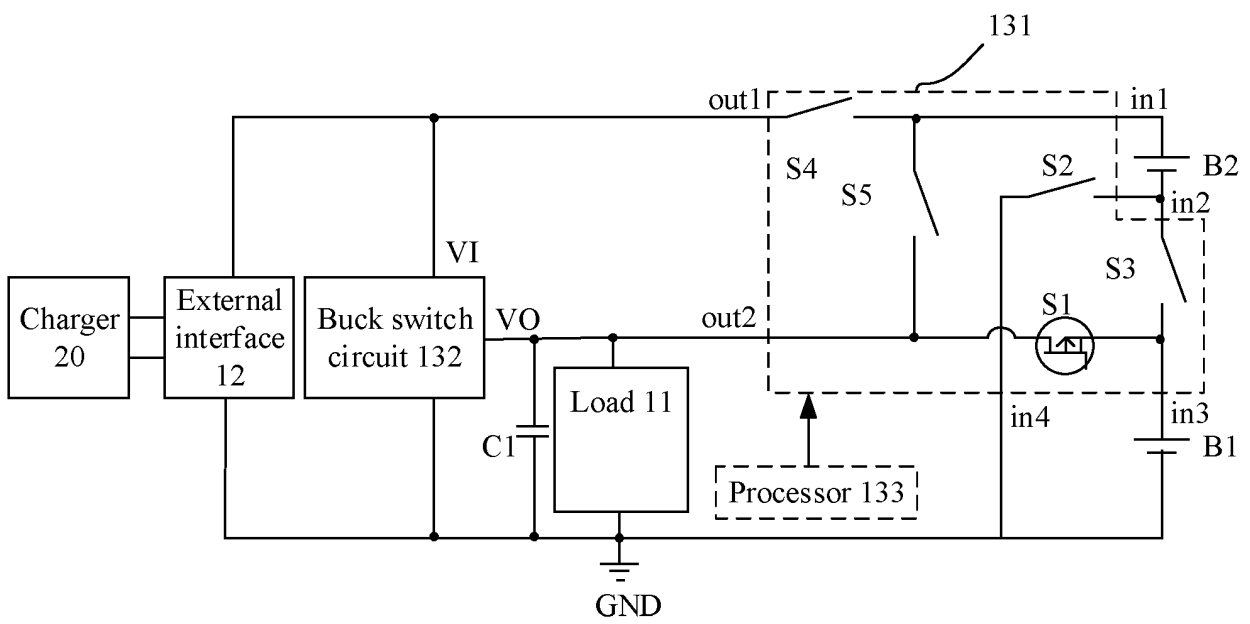 131
out1
in1
S4
S2
B2
S5
in2
VI
S3
Charger
20
External
interface
12
Buck switch
circuit 132
VO
out2
S1
Load 11
C1
in4
in3
B1
Processor 133
GND